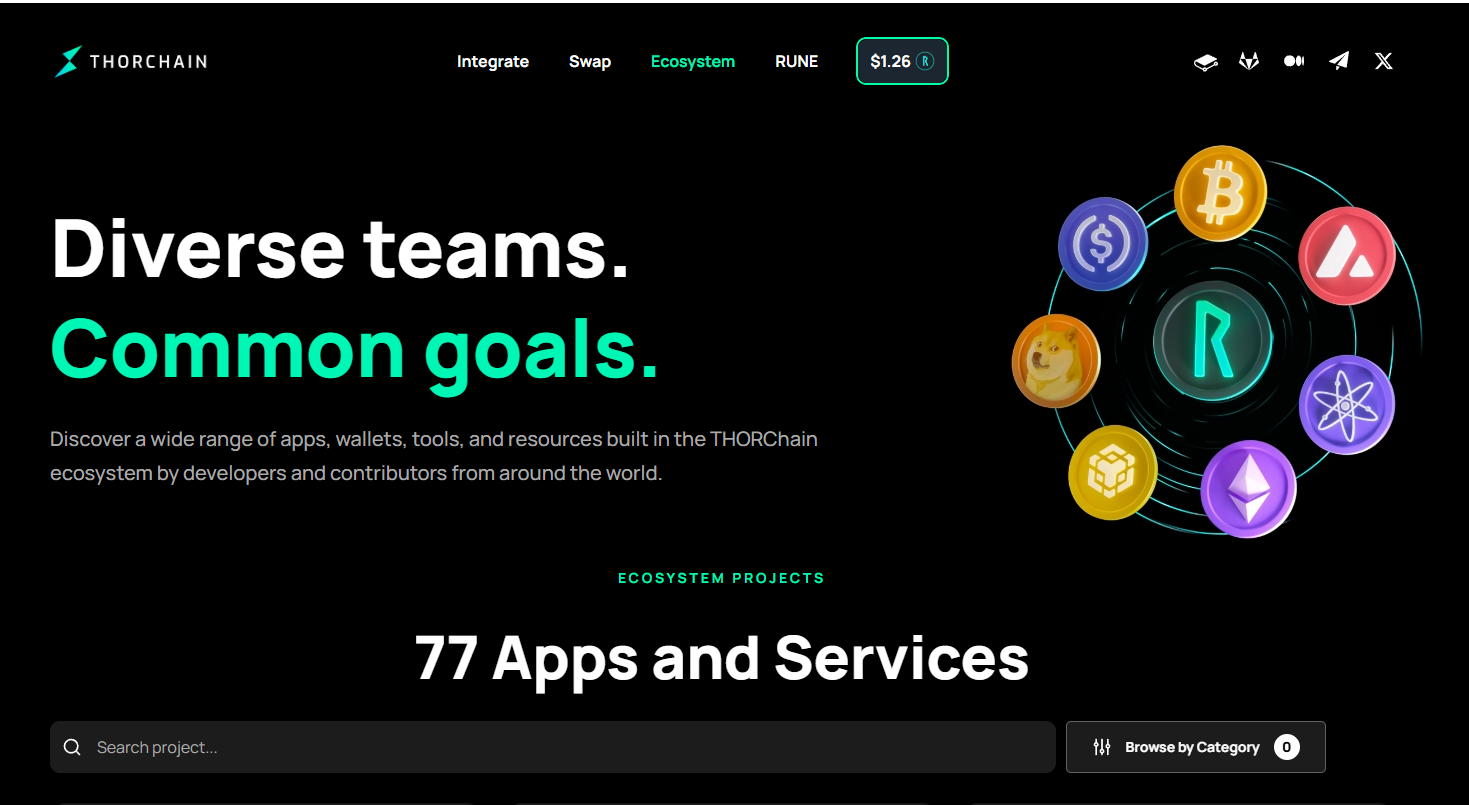 THORCHAIN
Integrate Swap Ecosystem RUNE $1.26 R
Diverse teams.
Common goals.
Discover a wide range of apps, wallets, tools, and resources built in the THORChain
ecosystem by developers and contributors from around the world.
ECOSYSTEM PROJECTS
77 Apps and Services
Search project...
Browse by Category 0